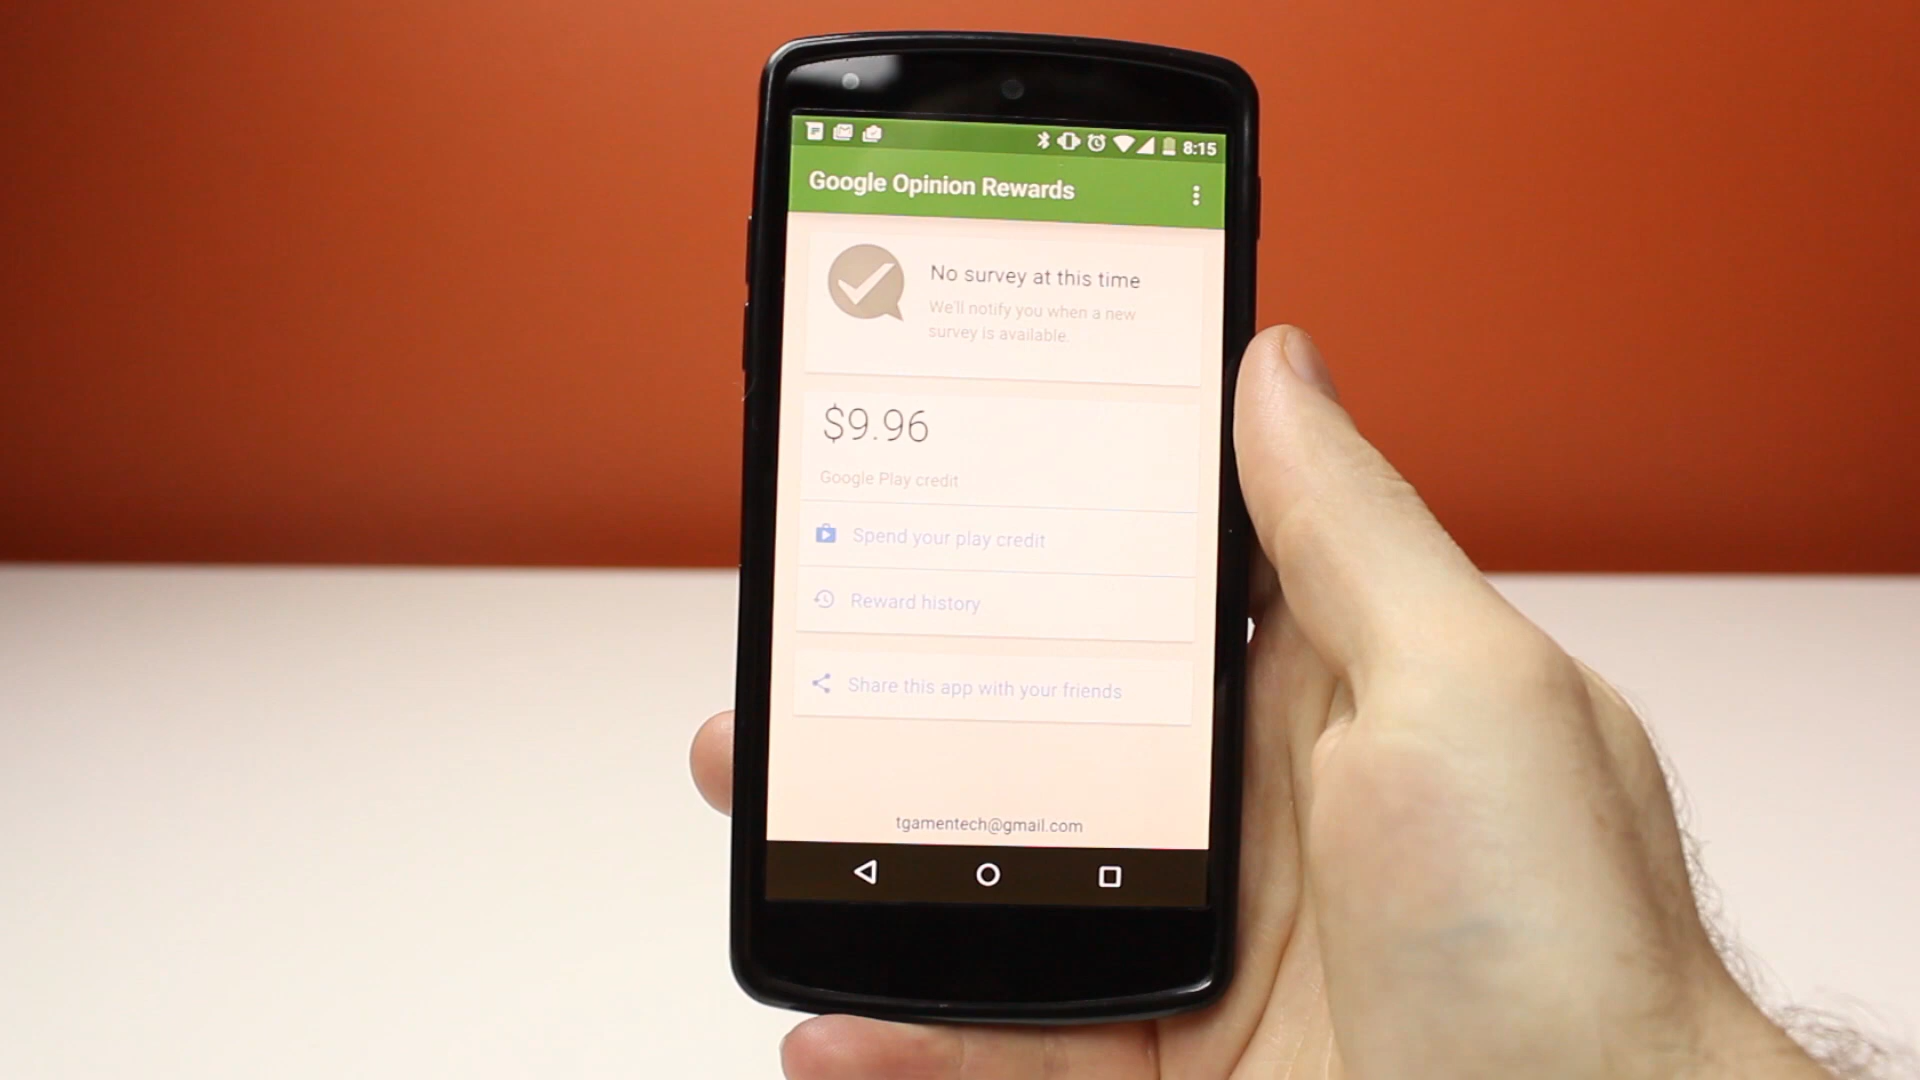 8:15
Google Opinion Rewards
No survey at this time
We'll notify you when a new
survey is available.
$9.96
Google Play credit
Spend your play credit
Reward history
Share this app with your friends
tgamentech@gmail.com